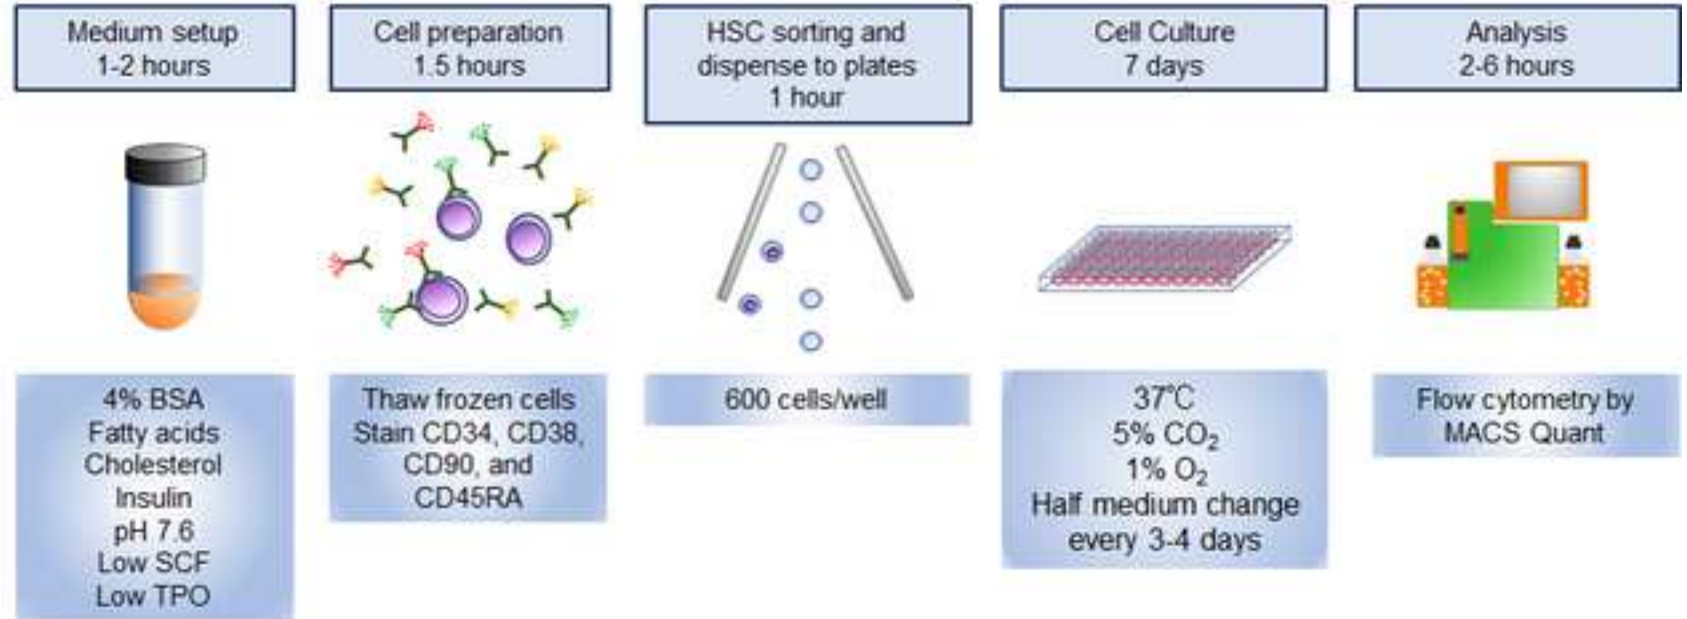 Medium setup
1-2 hours
Cell preparation
1.5 hours
HSC sorting and
dispense to plates
1 hour
Cell Culture
7 days
Analysis
2-6 hours
4% BSA
Fatty acids
Cholesterol
Insulin
pH 7.6
Low SCF
Low TPO
Thaw frozen cells
Stain CD34, CD38,
CD90, and
CD45RA
600 cells/well
37°C
5% CO₂
1% O₂
Half medium change
every 3-4 days
Flow cytometry by
MACS Quant